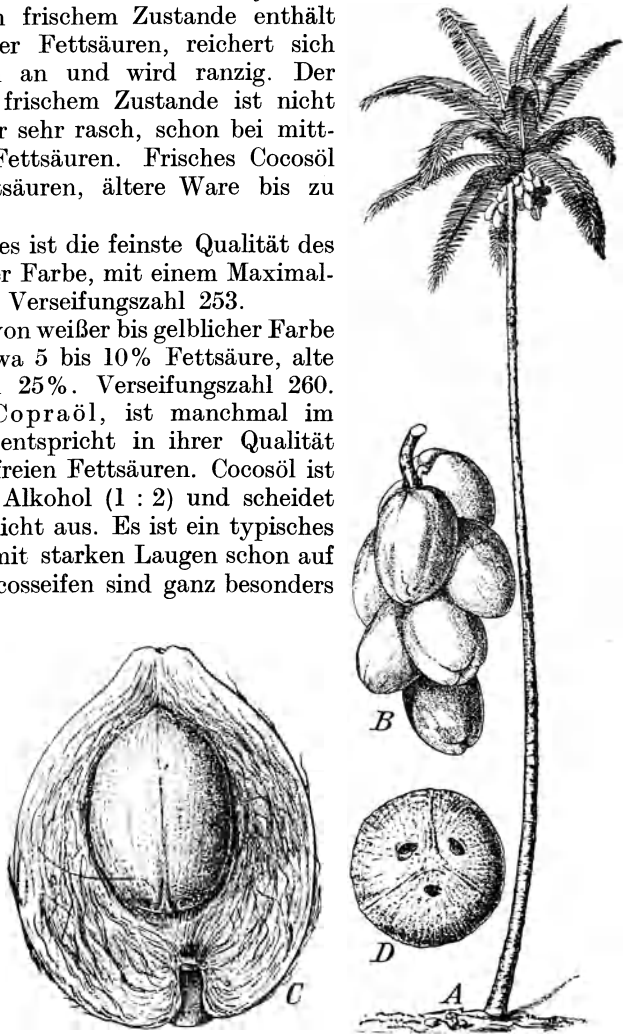 frischem Zustande enthält
er Fettsäuren, reichert sich
an und wird ranzig. Der
frischem Zustande ist nicht
r sehr rasch, schon bei mitt-
Fettsäuren. Frisches Cocosöl
tsäuren, ältere Ware bis zu
es ist die feinste Qualität des
er Farbe, mit einem Maximal-
Verseifungszahl 253.
von weißer bis gelblicher Farbe
wa 5 bis 10% Fettsäure, alte
25%. Verseifungszahl 260.
Copraöl, ist manchmal im
entspricht in ihrer Qualität
freien Fettsäuren. Cocosöl ist
Alkohol (1 : 2) und scheidet
icht aus. Es ist ein typisches
mit starken Laugen schon auf
cosseifen sind ganz besonders
B
D
C
A